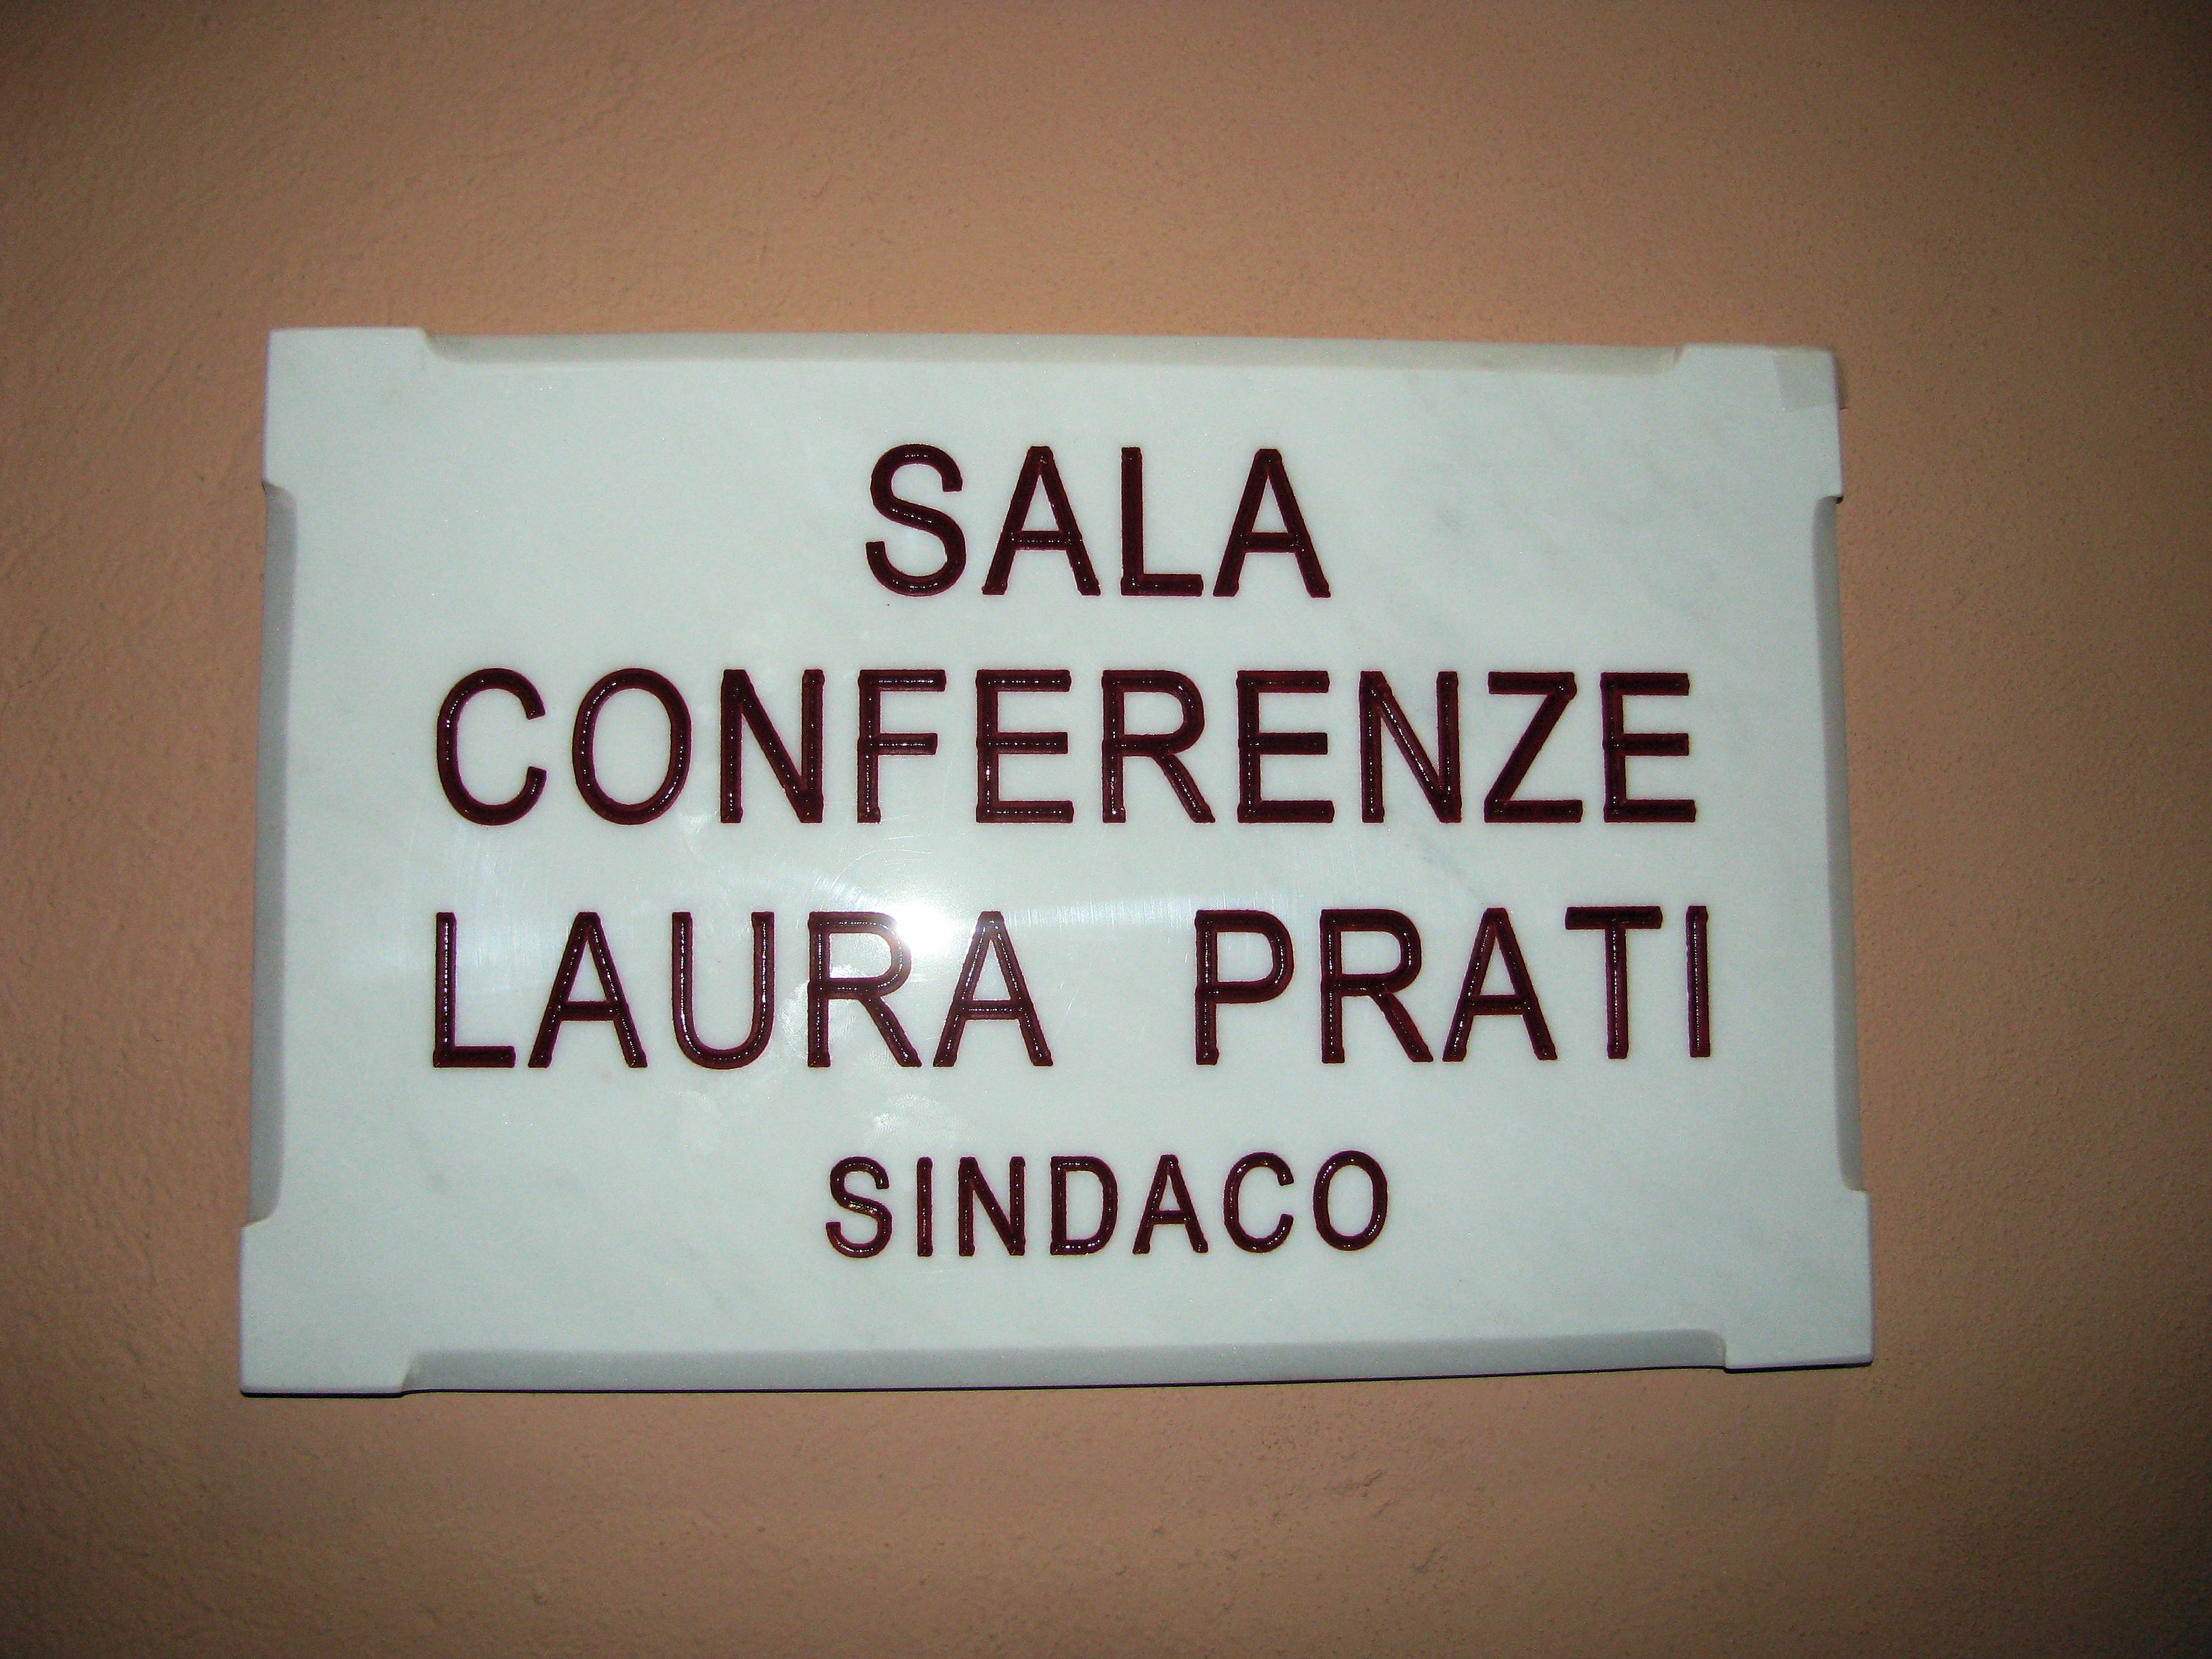 SALA
CONFERENZE
LAURA PRATI
SINDACO